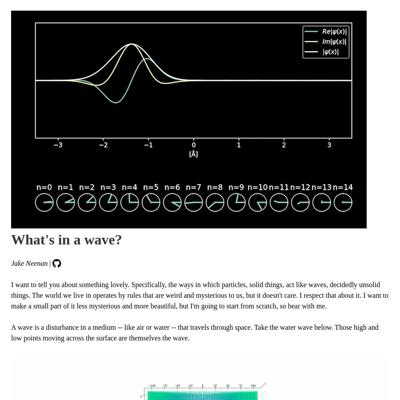 Re|ψ(x)|
Im|ψ(x)|
|ψ(x)|
−3 −2 −1 0 1 2 3
[Å]
n=0 n=1 n=2 n=3 n=4 n=5 n=6 n=7 n=8 n=9 n=10 n=11 n=12 n=13 n=14
What's in a wave?
Jake Neenan |
I want to tell you about something lovely. Specifically, the ways in which particles, solid things, act like waves, decidedly unsolid
things. The world we live in operates by rules that are weird and mysterious to us, but it doesn't care. I respect that about it. I want to
make a small part of it less mysterious and more beautiful, but I'm going to start from scratch, so bear with me.
A wave is a disturbance in a medium -- like air or water -- that travels through space. Take the water wave below. Those high and
low points moving across the surface are themselves the wave.